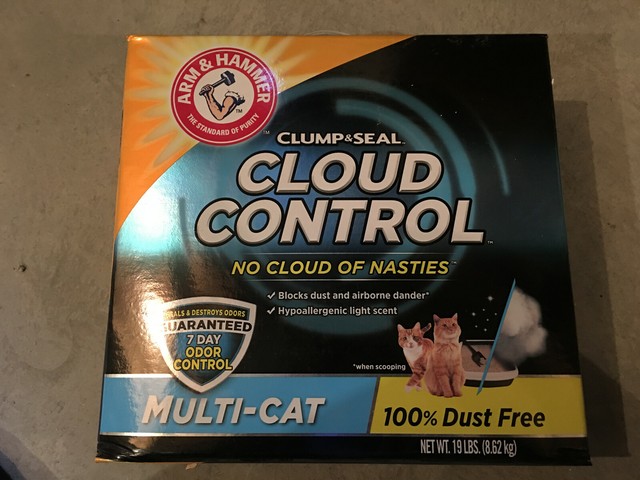 ARM & HAMMER
THE STANDARD OF PURITY
TM
CLUMP&SEAL
CLOUD
CONTROL
NO CLOUD OF NASTIES
✓ Blocks dust and airborne dander*
✓ Hypoallergenic light scent
& DESTROYS ODORS
GUARANTEED
7 DAY
ODOR
CONTROL
*when scooping
MULTI-CAT
100% Dust Free
NET WT. 19 LBS. (8.62 kg)